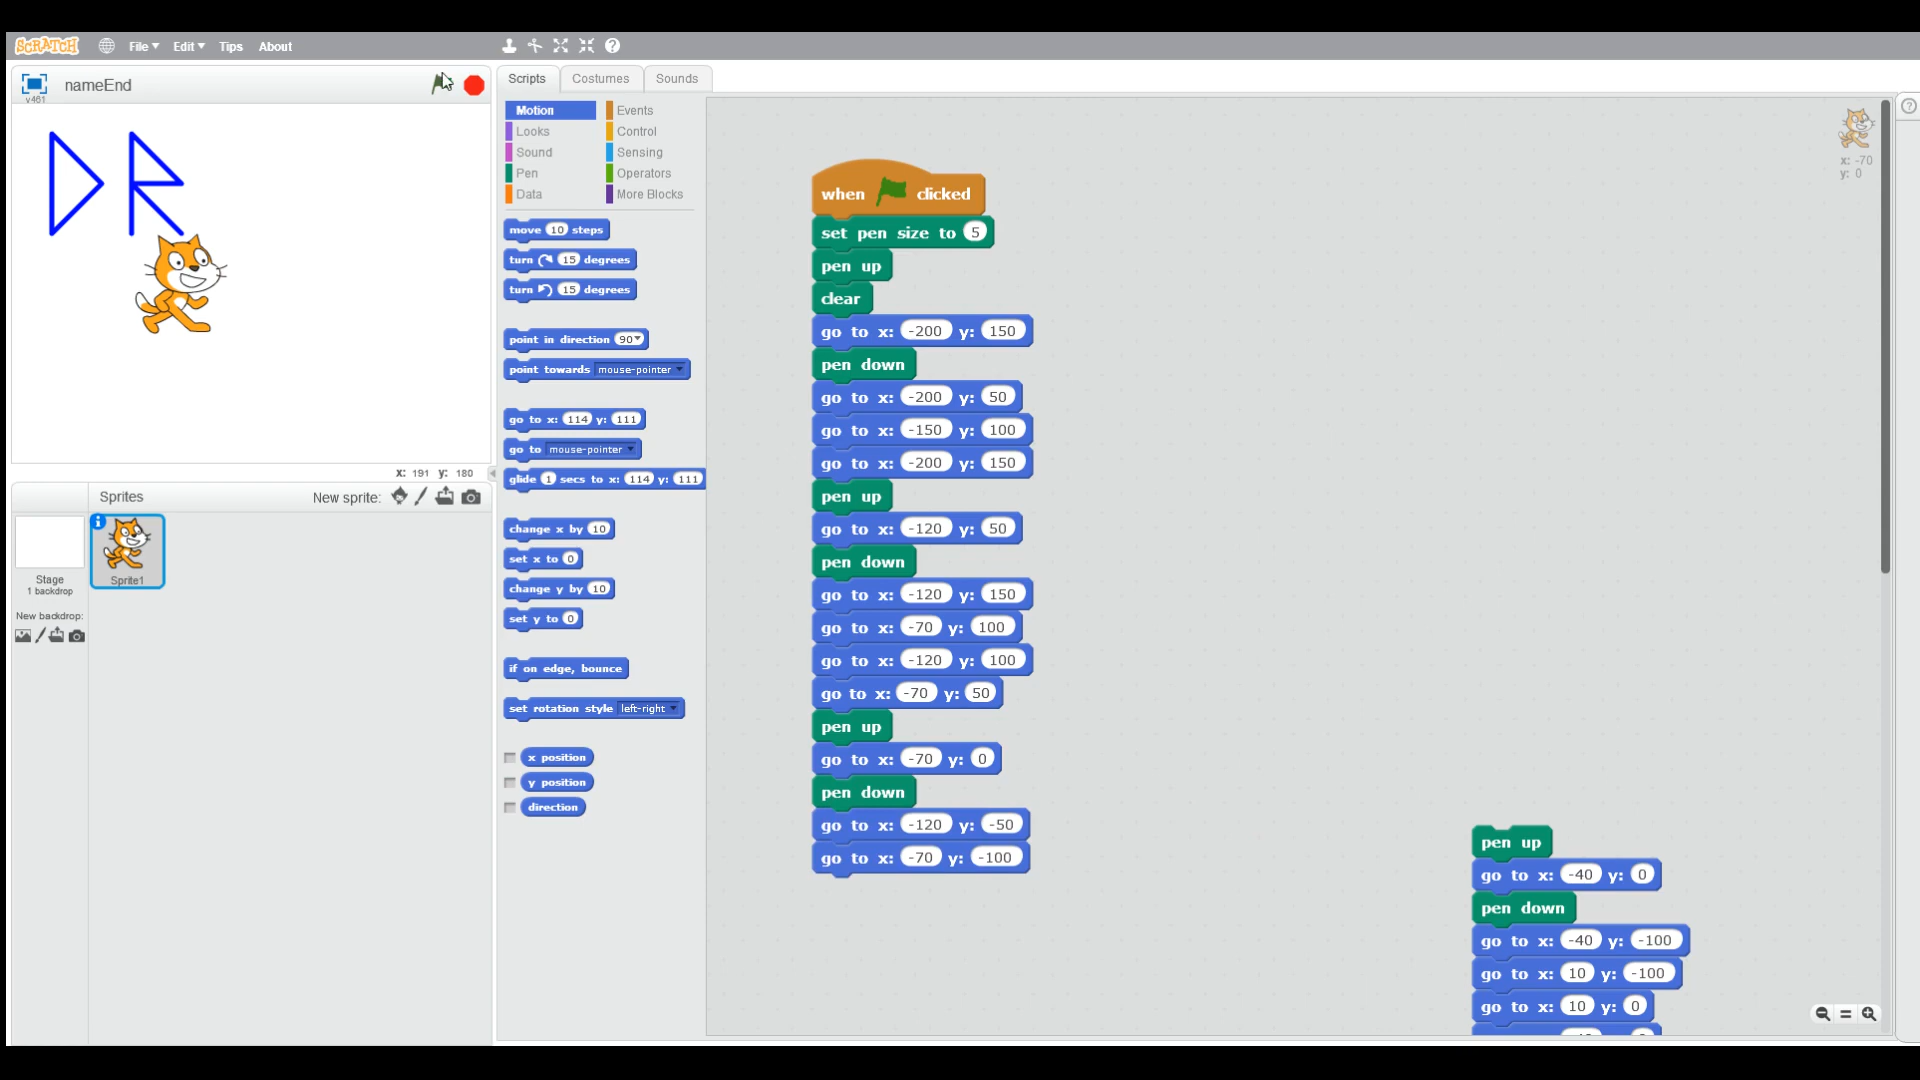 SCRATCH File Edit Tips About
v461 nameEnd
Scripts Costumes Sounds
x: 191 y: 180
Sprites New sprite:
Sprite1
Stage
1 backdrop
New backdrop:
Motion Events
Looks Control
Sound Sensing
Pen Operators
Data More Blocks
move 10 steps
turn 15 degrees
turn 15 degrees
point in direction 90
point towards mouse-pointer
go to x: 114 y: 111
go to mouse-pointer
glide 1 secs to x: 114 y: 111
change x by 10
set x to 0
change y by 10
set y to 0
if on edge, bounce
set rotation style left-right
x position
y position
direction
when clicked
set pen size to 5
pen up
clear
go to x: -200 y: 150
pen down
go to x: -200 y: 50
go to x: -150 y: 100
go to x: -200 y: 150
pen up
go to x: -120 y: 50
pen down
go to x: -120 y: 150
go to x: -70 y: 100
go to x: -120 y: 100
go to x: -70 y: 50
pen up
go to x: -70 y: 0
pen down
go to x: -120 y: -50
go to x: -70 y: -100
x: -70
y: 0
pen up
go to x: -40 y: 0
pen down
go to x: -40 y: -100
go to x: 10 y: -100
go to x: 10 y: 0
D R